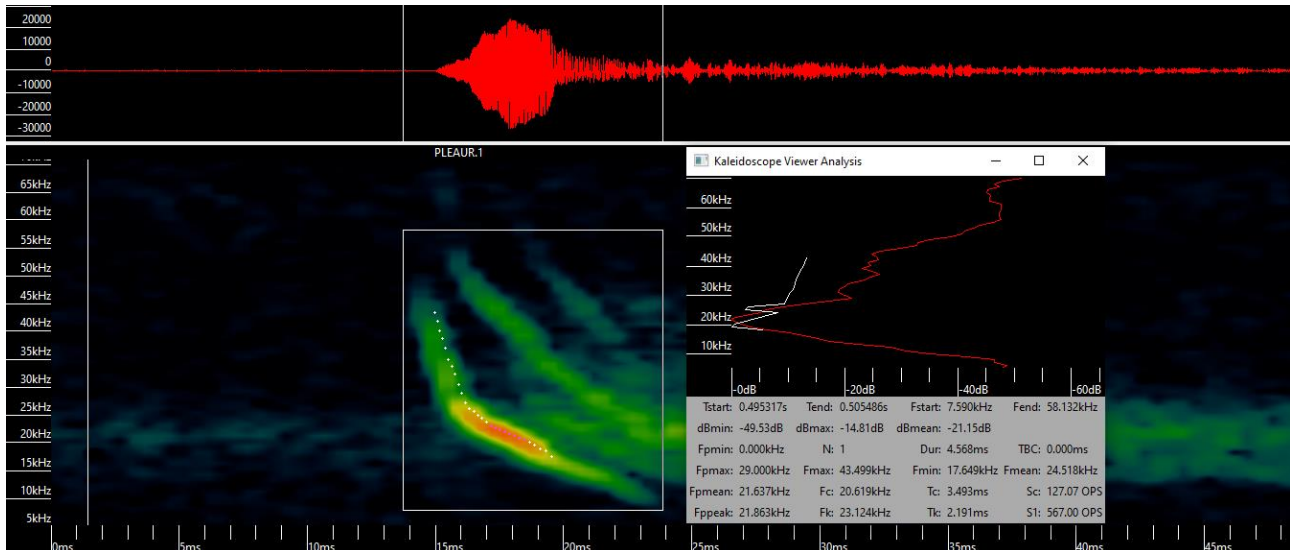 20000
10000
0
-10000
-20000
-30000
PLEAUR.1
65kHz
60kHz
55kHz
50kHz
45kHz
40kHz
35kHz
30kHz
25kHz
20kHz
15kHz
10kHz
5kHz
0ms 5ms 10ms 15ms 20ms 25ms 30ms 35ms 40ms 45ms
Kaleidoscope Viewer Analysis
60kHz
50kHz
40kHz
30kHz
20kHz
10kHz
-0dB -20dB -40dB -60dB
Tstart: 0.495317s Tend: 0.505486s Fstart: 7.590kHz Fend: 58.132kHz
dBmin: -49.53dB dBmax: -14.81dB dBmean: -21.15dB
Fpmin: 0.000kHz N: 1 Dur: 4.568ms TBC: 0.000ms
Fpmax: 29.000kHz Fmax: 43.499kHz Fmin: 17.649kHz Fmean: 24.518kHz
Fpmean: 21.637kHz Fc: 20.619kHz Tc: 3.493ms Sc: 127.07 OPS
Fppeak: 21.863kHz Fk: 23.124kHz Tk: 2.191ms S1: 567.00 OPS